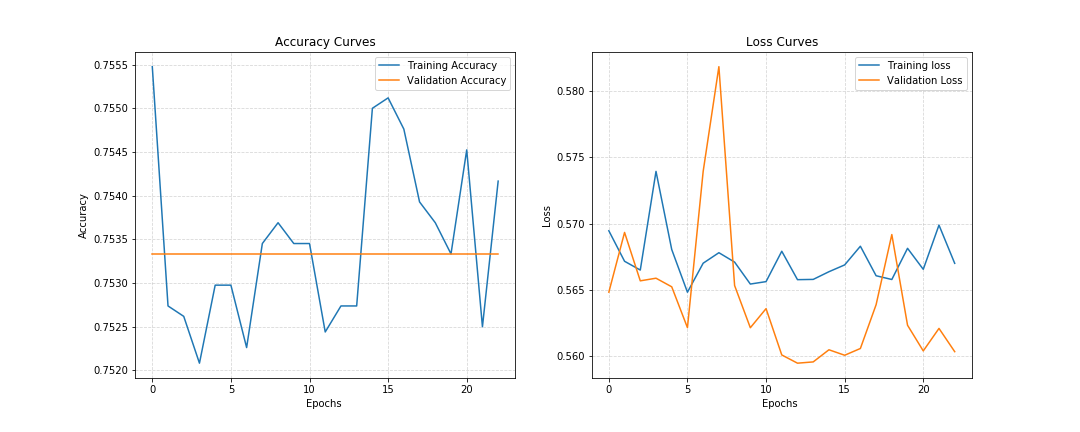 Accuracy Curves
Training Accuracy
Validation Accuracy
0.7555
0.7550
0.7545
0.7540
0.7535
0.7530
0.7525
0.7520
Accuracy
0
5
10
15
20
Epochs
Loss Curves
Training loss
Validation Loss
0.580
0.575
0.570
0.565
0.560
Loss
0
5
10
15
20
Epochs